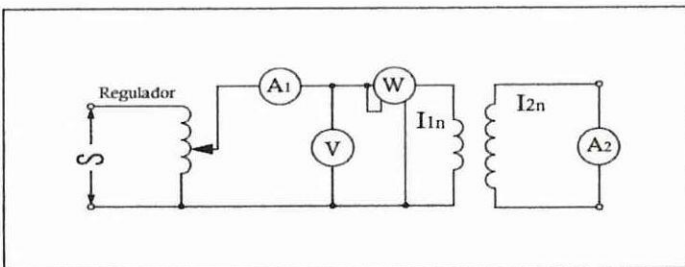 Regulador
A1
W
I1n
I2n
V
A2
S